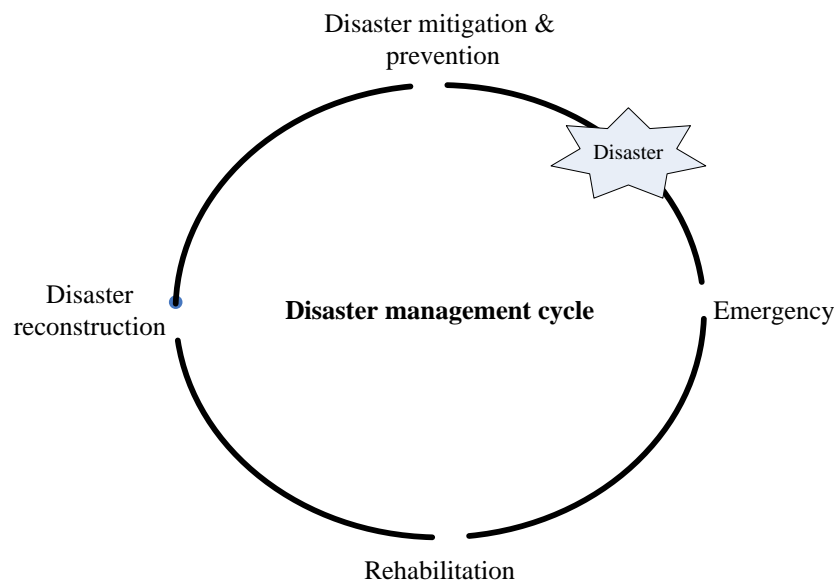 Disaster mitigation &
prevention
Disaster
Disaster
reconstruction
Disaster management cycle
Emergency
Rehabilitation